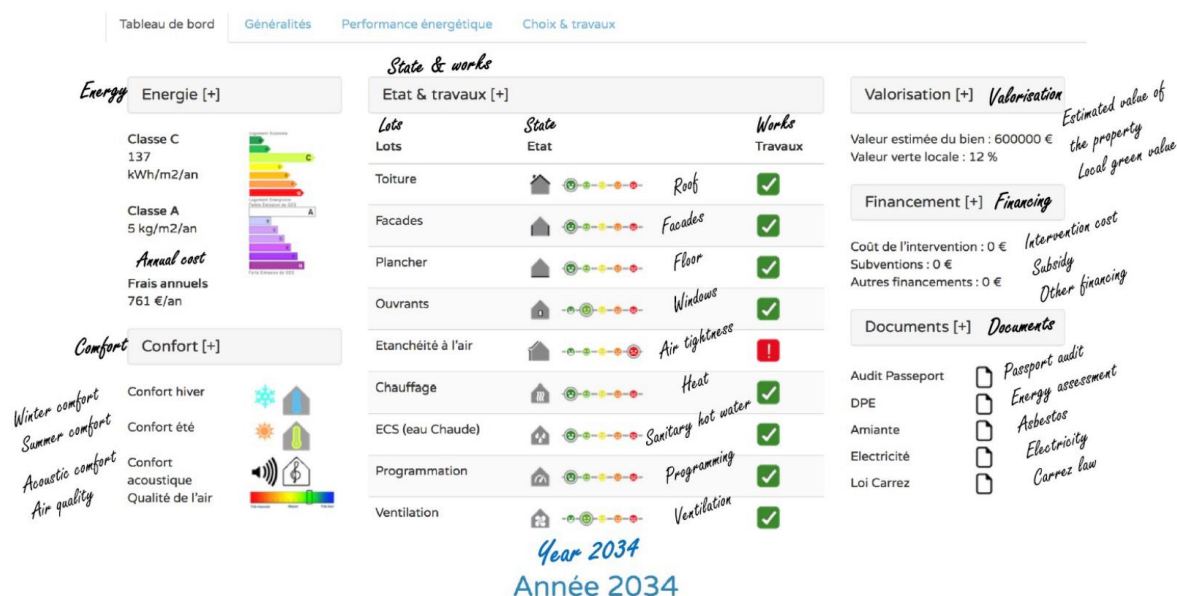 Tableau de bord Généralités Performance énergétique Choix & travaux
Energy Energie [+]
Classe C
137
kWh/m2/an
C
Classe A
5 kg/m2/an
A
Annual cost
Frais annuels
761 €/an
Comfort Confort [+]
Winter comfort Confort hiver
Summer comfort Confort été
Acoustic comfort Confort
acoustique
Air quality Qualité de l'air
State & works
Etat & travaux [+]
Lots State Works
Lots Etat Travaux
Toiture Roof
Facades Facades
Plancher Floor
Ouvrants Windows
Etanchéité à l'air Air tightness !
Chauffage Heat
ECS (eau Chaude) Sanitary hot water
Programmation Programming
Ventilation Ventilation
Valorisation [+] Valorisation
Valeur estimée du bien : 600000 € Estimated value of
the property
Valeur verte locale : 12 % Local green value
Financement [+] Financing
Coût de l'intervention : 0 € Intervention cost
Subventions : 0 € Subsidy
Autres financements : 0 € Other financing
Documents [+] Documents
Audit Passeport Passport audit
DPE Energy assessment
Amiante Asbestos
Electricité Electricity
Loi Carrez Carrez law
Year 2034
Année 2034